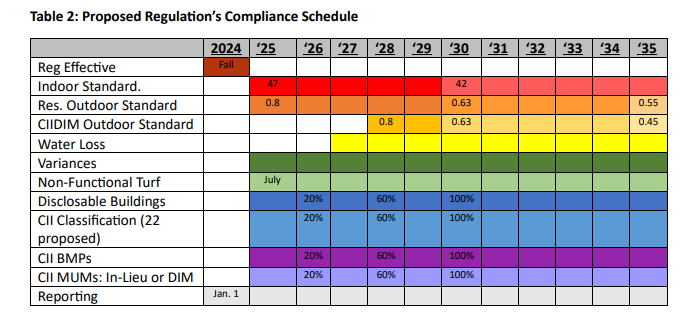 Table 2: Proposed Regulation's Compliance Schedule
2024 '25 '26 '27 '28 '29 '30 '31 '32 '33 '34 '35
Reg Effective Fall
Indoor Standard. 47 42
Res. Outdoor Standard 0.8 0.63 0.55
CIIDIM Outdoor Standard 0.8 0.63 0.45
Water Loss
Variances
Non-Functional Turf July
Disclosable Buildings 20% 60% 100%
CII Classification (22 20% 60% 100%
proposed)
CII BMPs 20% 60% 100%
CII MUMs: In-Lieu or DIM 20% 60% 100%
Reporting Jan. 1